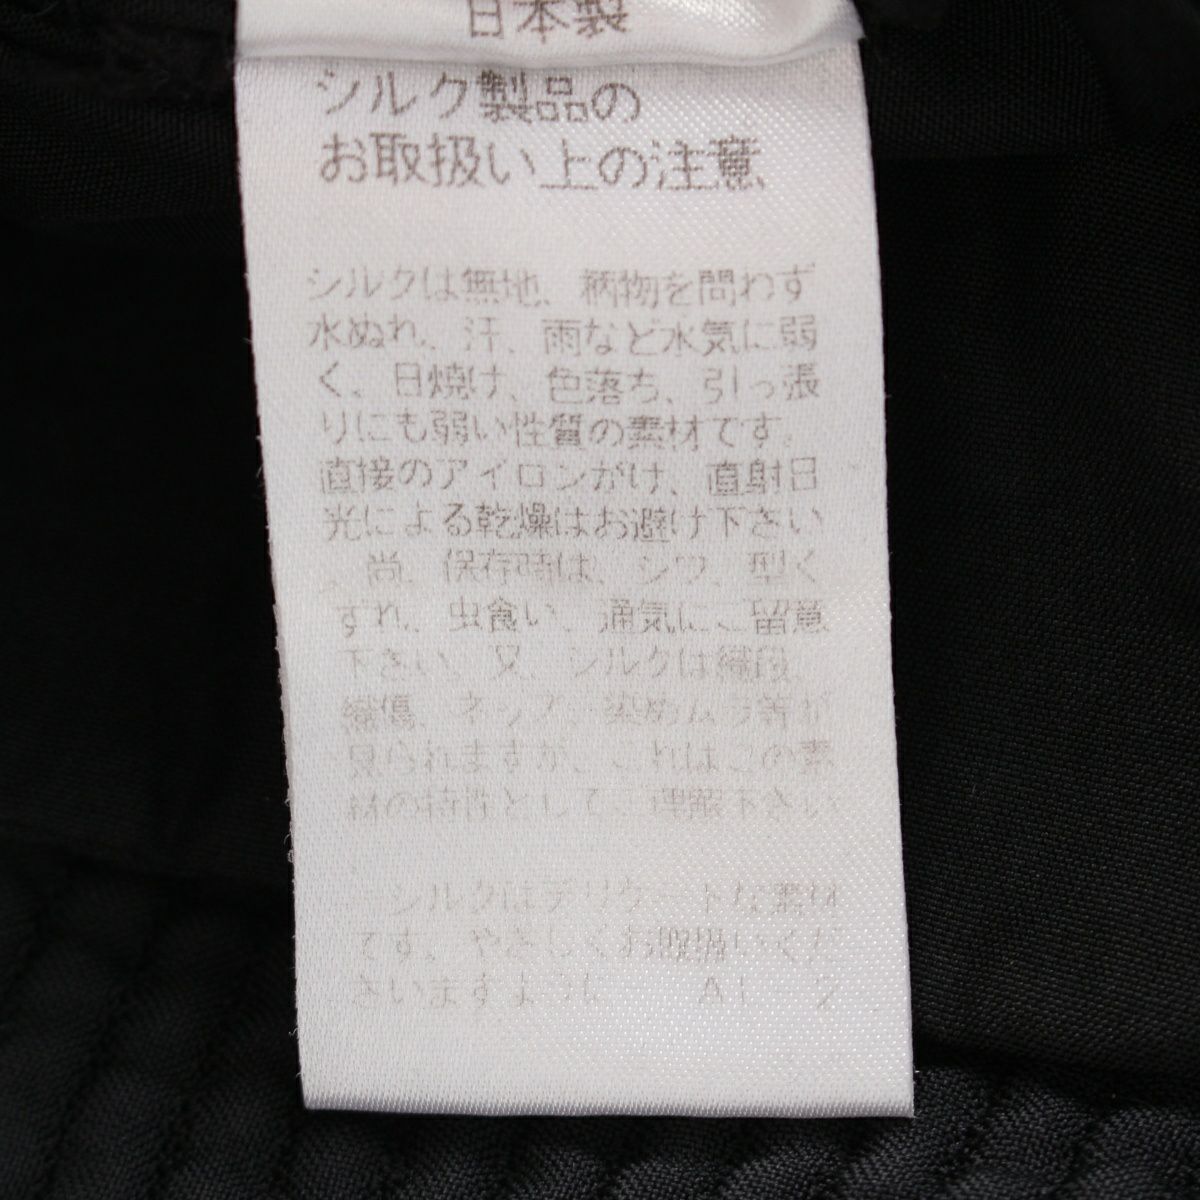 日本製
シルク製品の
お取扱い上の注意
シルクは無地、柄物を問わず
水ぬれ、汗、雨など水気に弱
く、日焼け、色落ち、引っ張
りにも弱い性質の素材です。
直接のアイロンがけ、直射日
光による乾燥はお避け下さい
。尚、保存時は、シワ、型く
ずれ、虫食い、通気にご留意
下さい。又、シルクは織段、
織傷、ネップ、染めムラ等が
見られますが、これはこの素
材の特性としてご理解下さい
。
シルクはデリケートな素材
です。やさしくお取扱いくだ
さいますように A1-2